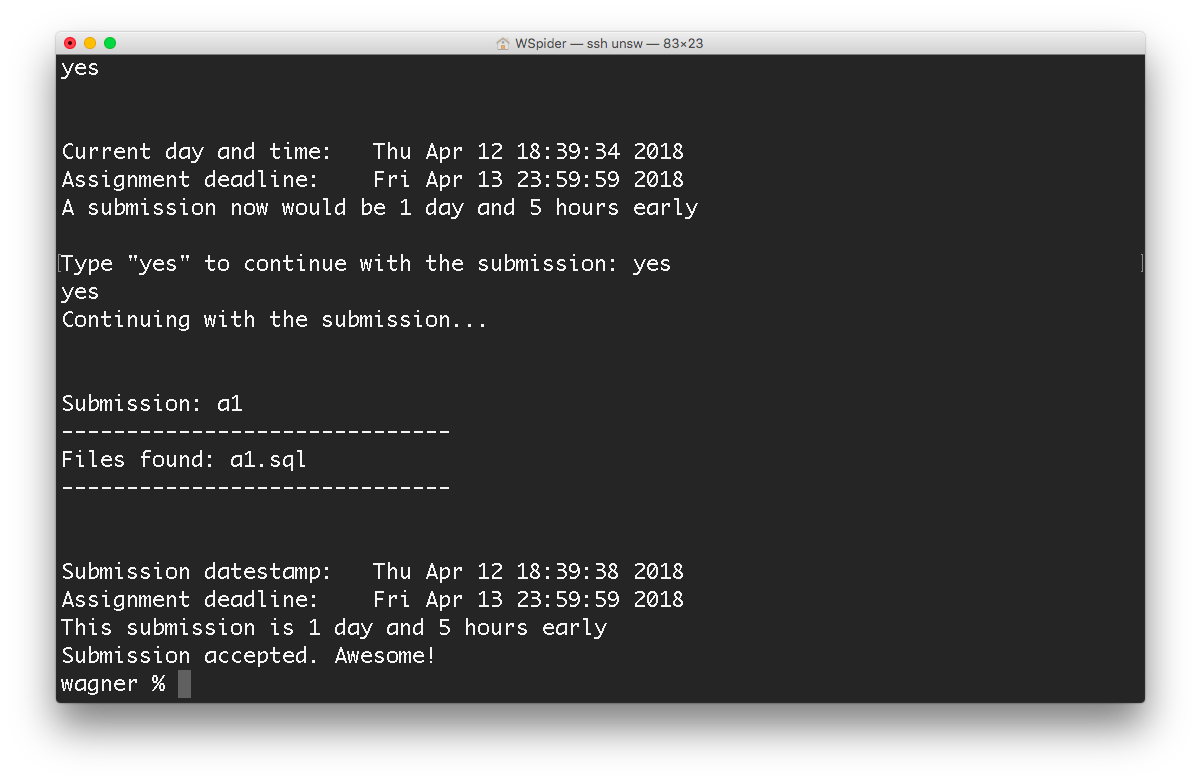 WSpider — ssh unsw — 83×23
yes
Current day and time:   Thu Apr 12 18:39:34 2018
Assignment deadline:    Fri Apr 13 23:59:59 2018
A submission now would be 1 day and 5 hours early
[Type "yes" to continue with the submission: yes ]
yes
Continuing with the submission...
Submission: a1
------------------------------
Files found: a1.sql
------------------------------
Submission datestamp:   Thu Apr 12 18:39:38 2018
Assignment deadline:    Fri Apr 13 23:59:59 2018
This submission is 1 day and 5 hours early
Submission accepted. Awesome!
wagner %